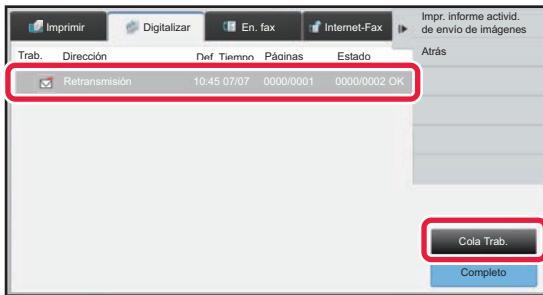 Imprimir Digitalizar En. fax Internet-Fax
Impr. informe activid.
de envío de imágenes
Atrás
Trab. Dirección Def. Tiempo Páginas Estado
Retransmisión 10:45 07/07 0000/0001 0000/0002 OK
Cola Trab.
Completo